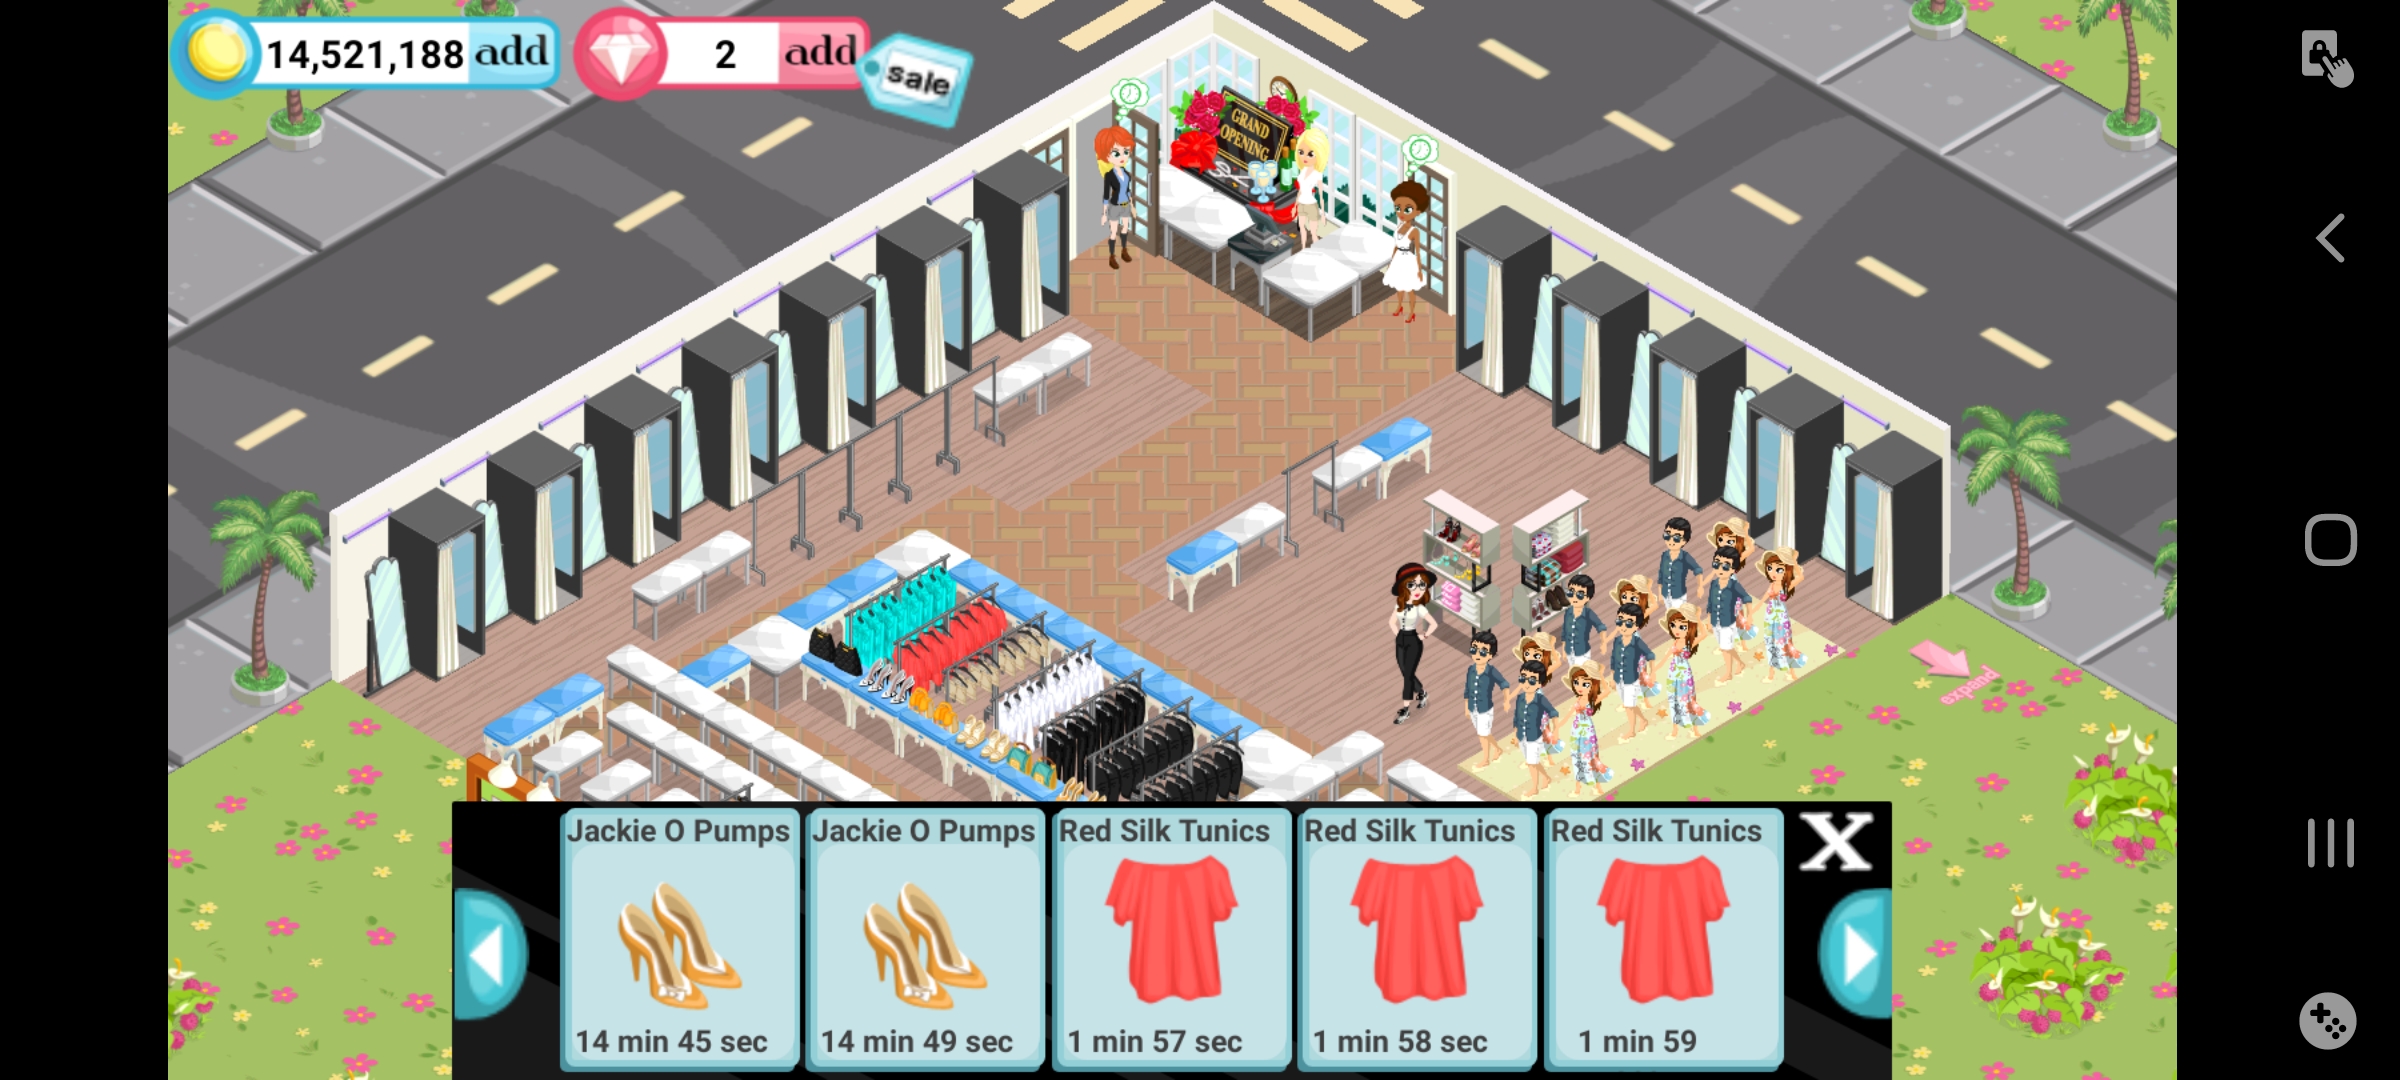 14,521,188 add
2 add
sale
GRAND
OPENING
expand
Jackie O Pumps
14 min 45 sec
Jackie O Pumps
14 min 49 sec
Red Silk Tunics
1 min 57 sec
Red Silk Tunics
1 min 58 sec
Red Silk Tunics
1 min 59
X